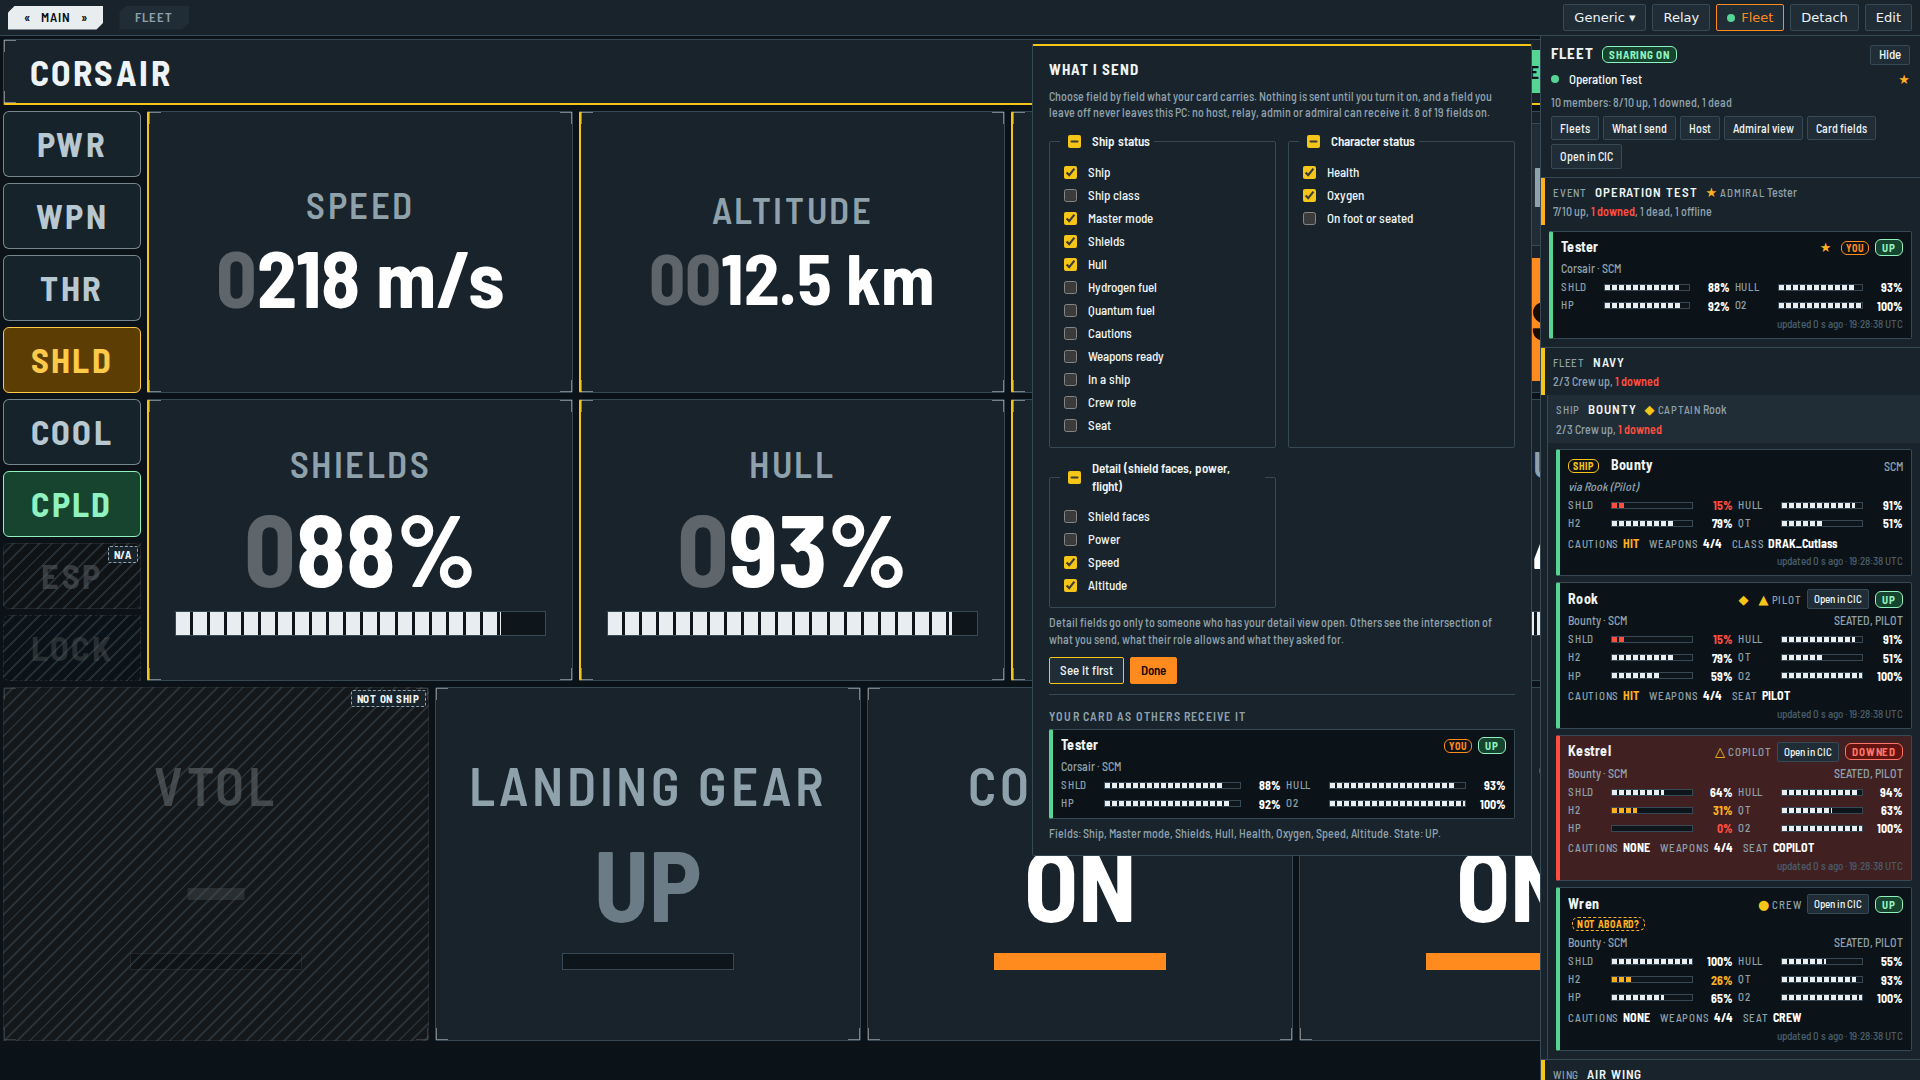 « MAIN »
FLEET
Generic ▾
Relay
Fleet
Detach
Edit
CORSAIR
PWR
WPN
THR
SHLD
COOL
CPLD
N/A
ESP
LOCK
SPEED
0218 m/s
ALTITUDE
0012.5 km
SHIELDS
088%
HULL
093%
NOT ON SHIP
VTOL
LANDING GEAR
UP
CO
ON
ON
WHAT I SEND
Choose field by field what your card carries. Nothing is sent until you turn it on, and a field you
leave off never leaves this PC: no host, relay, admin or admiral can receive it. 8 of 19 fields on.
Ship status
Ship
Ship class
Master mode
Shields
Hull
Hydrogen fuel
Quantum fuel
Cautions
Weapons ready
In a ship
Crew role
Seat
Character status
Health
Oxygen
On foot or seated
Detail (shield faces, power,
flight)
Shield faces
Power
Speed
Altitude
Detail fields go only to someone who has your detail view open. Others see the intersection of
what you send, what their role allows and what they asked for.
See it first
Done
YOUR CARD AS OTHERS RECEIVE IT
Tester YOU UP
Corsair · SCM
SHLD 88% HULL 93%
HP 92% O2 100%
Fields: Ship, Master mode, Shields, Hull, Health, Oxygen, Speed, Altitude. State: UP.
FLEET SHARING ON Hide
Operation Test ★
10 members: 8/10 up, 1 downed, 1 dead
Fleets What I send Host Admiral view Card fields
Open in CIC
EVENT OPERATION TEST ★ ADMIRAL Tester
7/10 up, 1 downed, 1 dead, 1 offline
Tester ★ YOU UP
Corsair · SCM
SHLD 88% HULL 93%
HP 92% O2 100%
updated 0 s ago · 19:28:38 UTC
FLEET NAVY
2/3 Crew up, 1 downed
SHIP BOUNTY ◆ CAPTAIN Rook
2/3 Crew up, 1 downed
SHIP Bounty SCM
via Rook (Pilot)
SHLD 15% HULL 91%
H2 79% QT 51%
CAUTIONS HIT WEAPONS 4/4 CLASS DRAK_Cutlass
updated 0 s ago · 19:28:38 UTC
Rook ◆ ▲ PILOT Open in CIC UP
Bounty · SCM SEATED, PILOT
SHLD 15% HULL 91%
H2 79% QT 51%
HP 59% O2 100%
CAUTIONS HIT WEAPONS 4/4 SEAT PILOT
updated 0 s ago · 19:28:38 UTC
Kestrel △ COPILOT Open in CIC DOWNED
Bounty · SCM SEATED, PILOT
SHLD 64% HULL 94%
H2 31% QT 63%
HP 0% O2 100%
CAUTIONS NONE WEAPONS 4/4 SEAT COPILOT
updated 0 s ago · 19:28:38 UTC
Wren ● CREW Open in CIC UP
NOT ABOARD?
Bounty · SCM SEATED, PILOT
SHLD 100% HULL 55%
H2 26% QT 93%
HP 65% O2 100%
CAUTIONS NONE WEAPONS 4/4 SEAT CREW
updated 0 s ago · 19:28:38 UTC
WING AIR WING